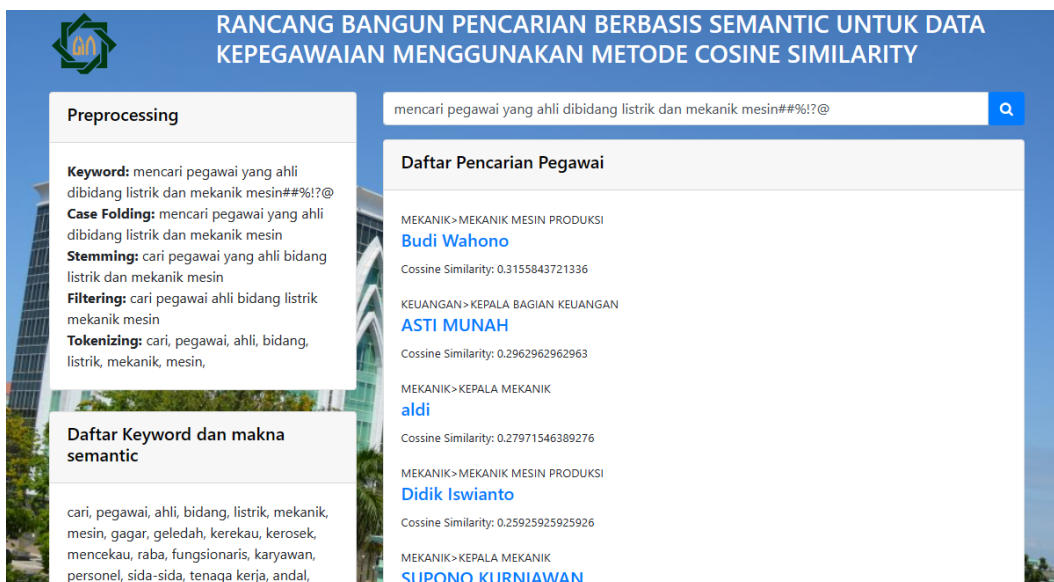 RANCANG BANGUN PENCARIAN BERBASIS SEMANTIC UNTUK DATA
KEPEGAWAIAN MENGGUNAKAN METODE COSINE SIMILARITY
Preprocessing
Keyword: mencari pegawai yang ahli
dibidang listrik dan mekanik mesin##%!?@
Case Folding: mencari pegawai yang ahli
dibidang listrik dan mekanik mesin
Stemming: cari pegawai yang ahli bidang
listrik dan mekanik mesin
Filtering: cari pegawai ahli bidang listrik
mekanik mesin
Tokenizing: cari, pegawai, ahli, bidang,
listrik, mekanik, mesin,
Daftar Keyword dan makna
semantic
cari, pegawai, ahli, bidang, listrik, mekanik,
mesin, gagar, geledah, kerekau, kerosek,
mencekau, raba, fungsionaris, karyawan,
personel, sida-sida, tenaga kerja, andal,
mencari pegawai yang ahli dibidang listrik dan mekanik mesin##%!?@
Daftar Pencarian Pegawai
MEKANIK>MEKANIK MESIN PRODUKSI
Budi Wahono
Cossine Similarity: 0.3155843721336
KEUANGAN>KEPALA BAGIAN KEUANGAN
ASTI MUNAH
Cossine Similarity: 0.2962962962963
MEKANIK>KEPALA MEKANIK
aldi
Cossine Similarity: 0.27971546389276
MEKANIK>MEKANIK MESIN PRODUKSI
Didik Iswianto
Cossine Similarity: 0.25925925925926
MEKANIK>KEPALA MEKANIK
SUPONO KURNIAWAN